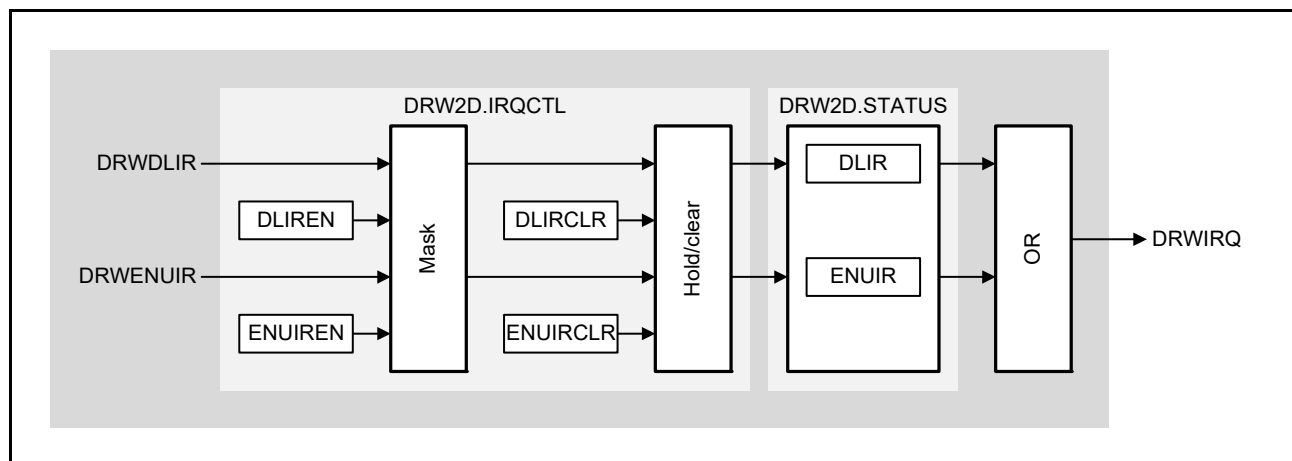 DRW2D.IRQCTL
DRW2D.STATUS
DRWDLIR
DLIREN
DRWENUIR
ENUIREN
Mask
DLIRCLR
ENUIRCLR
Hold/clear
DLIR
ENUIR
OR
DRWIRQ